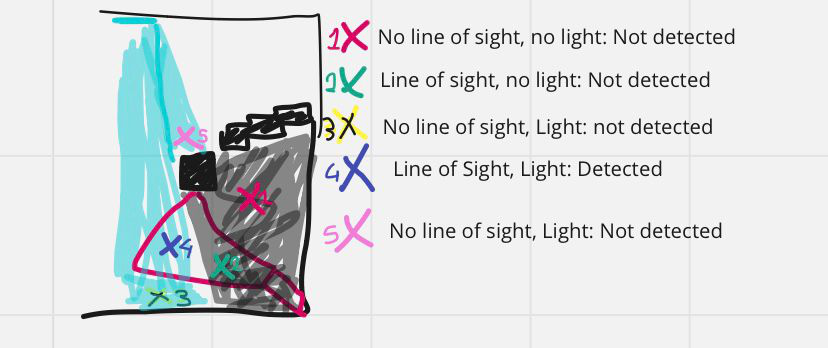 1X No line of sight, no light: Not detected
2X Line of sight, no light: Not detected
3X No line of sight, Light: not detected
4X Line of Sight, Light: Detected
5X No line of sight, Light: Not detected
X5
X1
X4
X2
X3